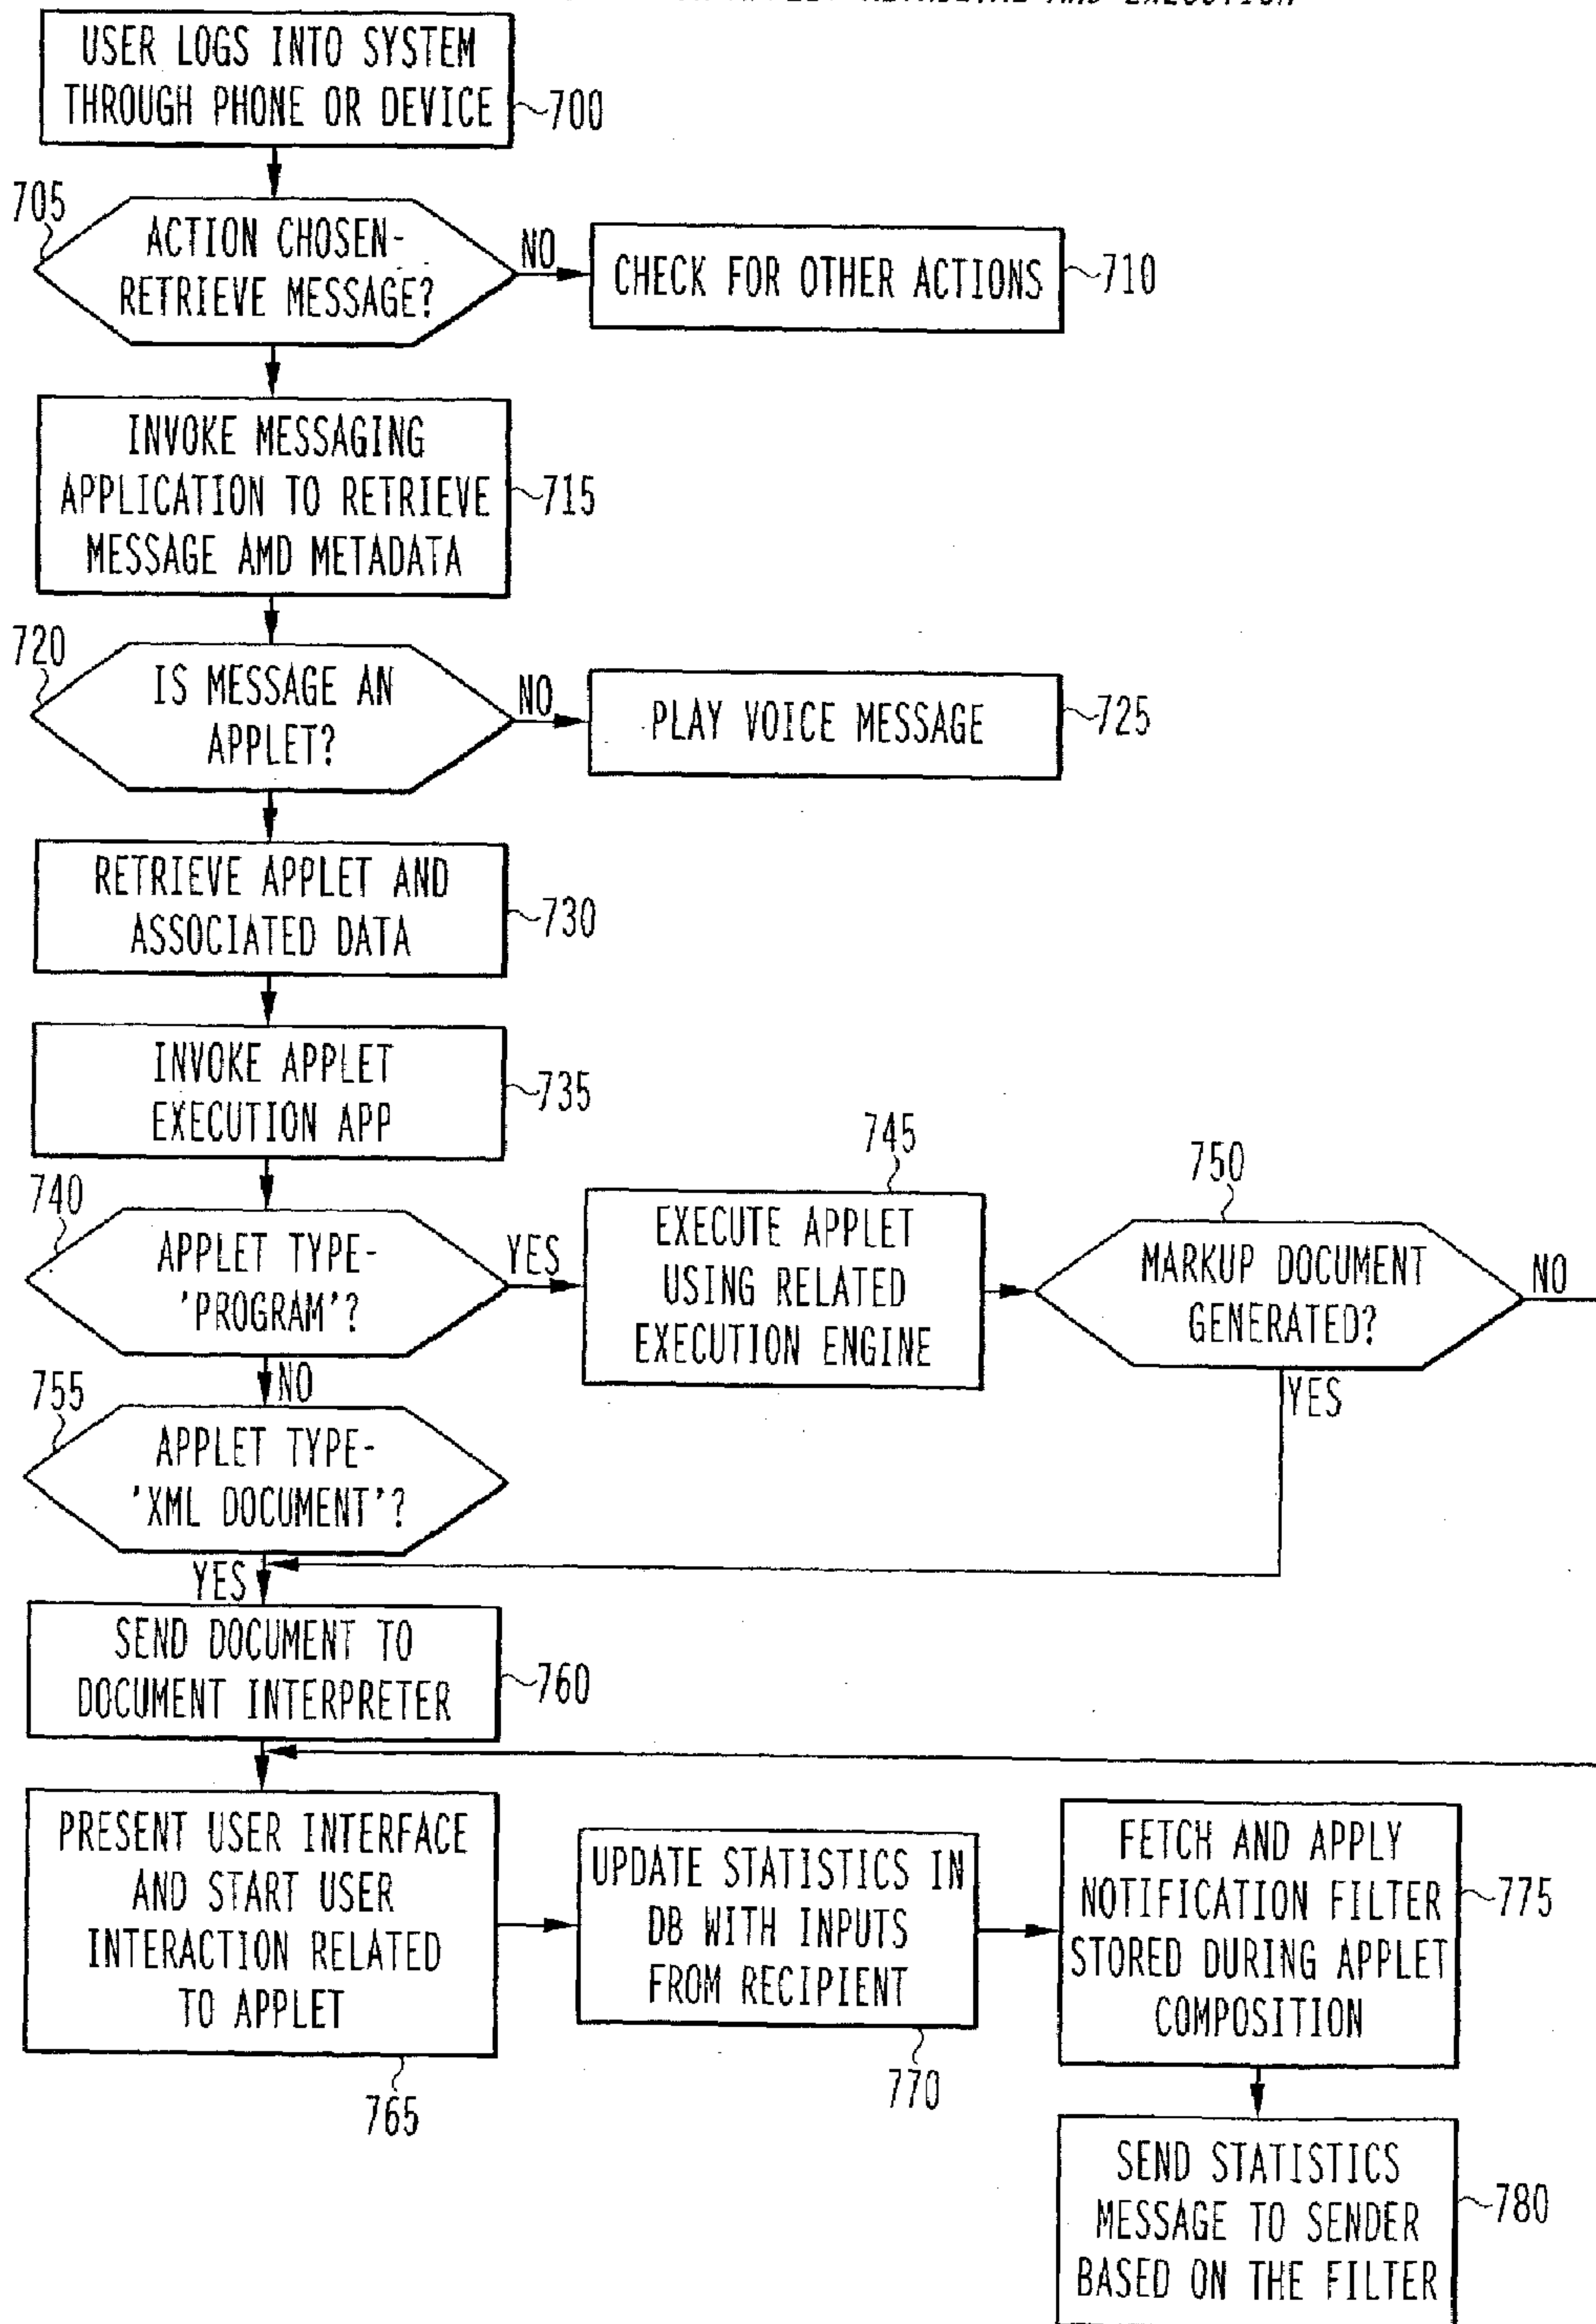 AND EXECUTION
USER LOGS INTO SYSTEM
THROUGH PHONE OR DEVICE
700
705
ACTION CHOSEN-
RETRIEVE MESSAGE?
NO
CHECK FOR OTHER ACTIONS
710
INVOKE MESSAGING
APPLICATION TO RETRIEVE
MESSAGE AMD METADATA
715
720
IS MESSAGE AN
APPLET?
NO
PLAY VOICE MESSAGE
725
RETRIEVE APPLET AND
ASSOCIATED DATA
730
INVOKE APPLET
EXECUTION APP
735
740
APPLET TYPE-
'PROGRAM'?
YES
745
EXECUTE APPLET
USING RELATED
EXECUTION ENGINE
750
MARKUP DOCUMENT
GENERATED?
NO
YES
NO
755
APPLET TYPE-
'XML DOCUMENT'?
YES
SEND DOCUMENT TO
DOCUMENT INTERPRETER
760
PRESENT USER INTERFACE
AND START USER
INTERACTION RELATED
TO APPLET
765
UPDATE STATISTICS IN
DB WITH INPUTS
FROM RECIPIENT
770
FETCH AND APPLY
NOTIFICATION FILTER
STORED DURING APPLET
COMPOSITION
775
SEND STATISTICS
MESSAGE TO SENDER
BASED ON THE FILTER
780